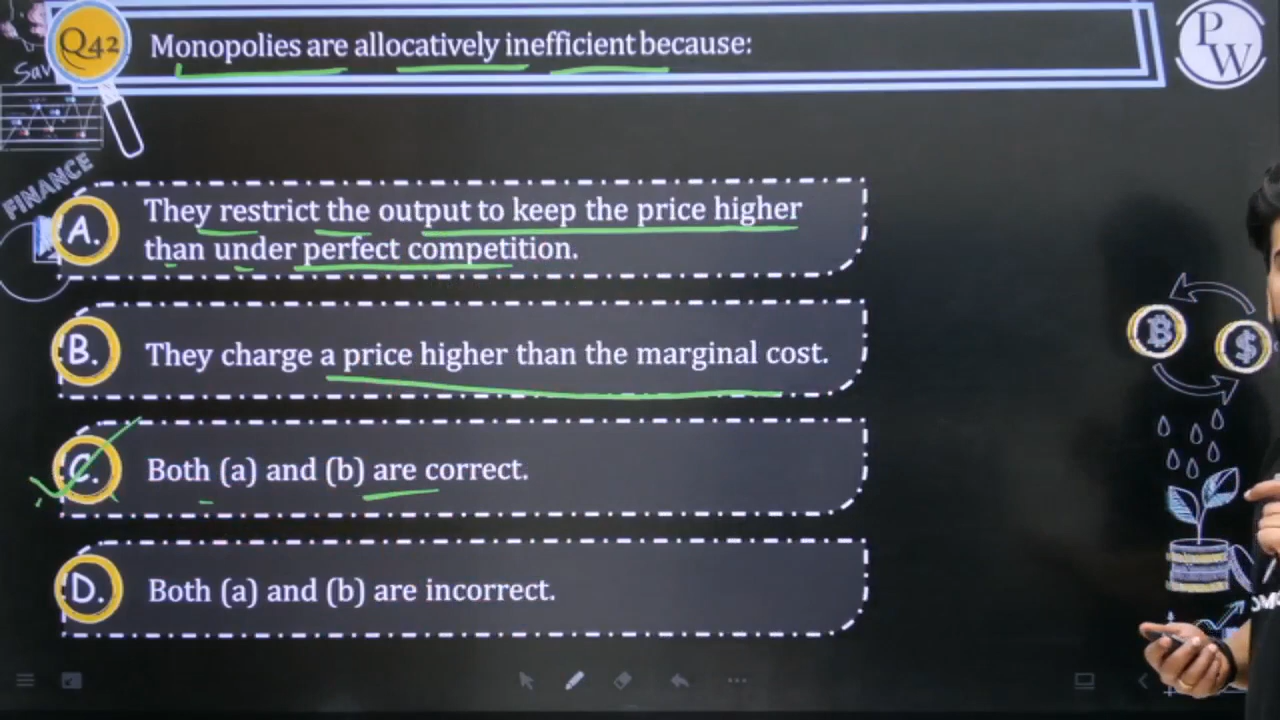 Q42
Monopolies are allocatively inefficient because:
P
W
Sav
FINANCE
A.
They restrict the output to keep the price higher
than under perfect competition.
B.
They charge a price higher than the marginal cost.
C.
Both (a) and (b) are correct.
D.
Both (a) and (b) are incorrect.